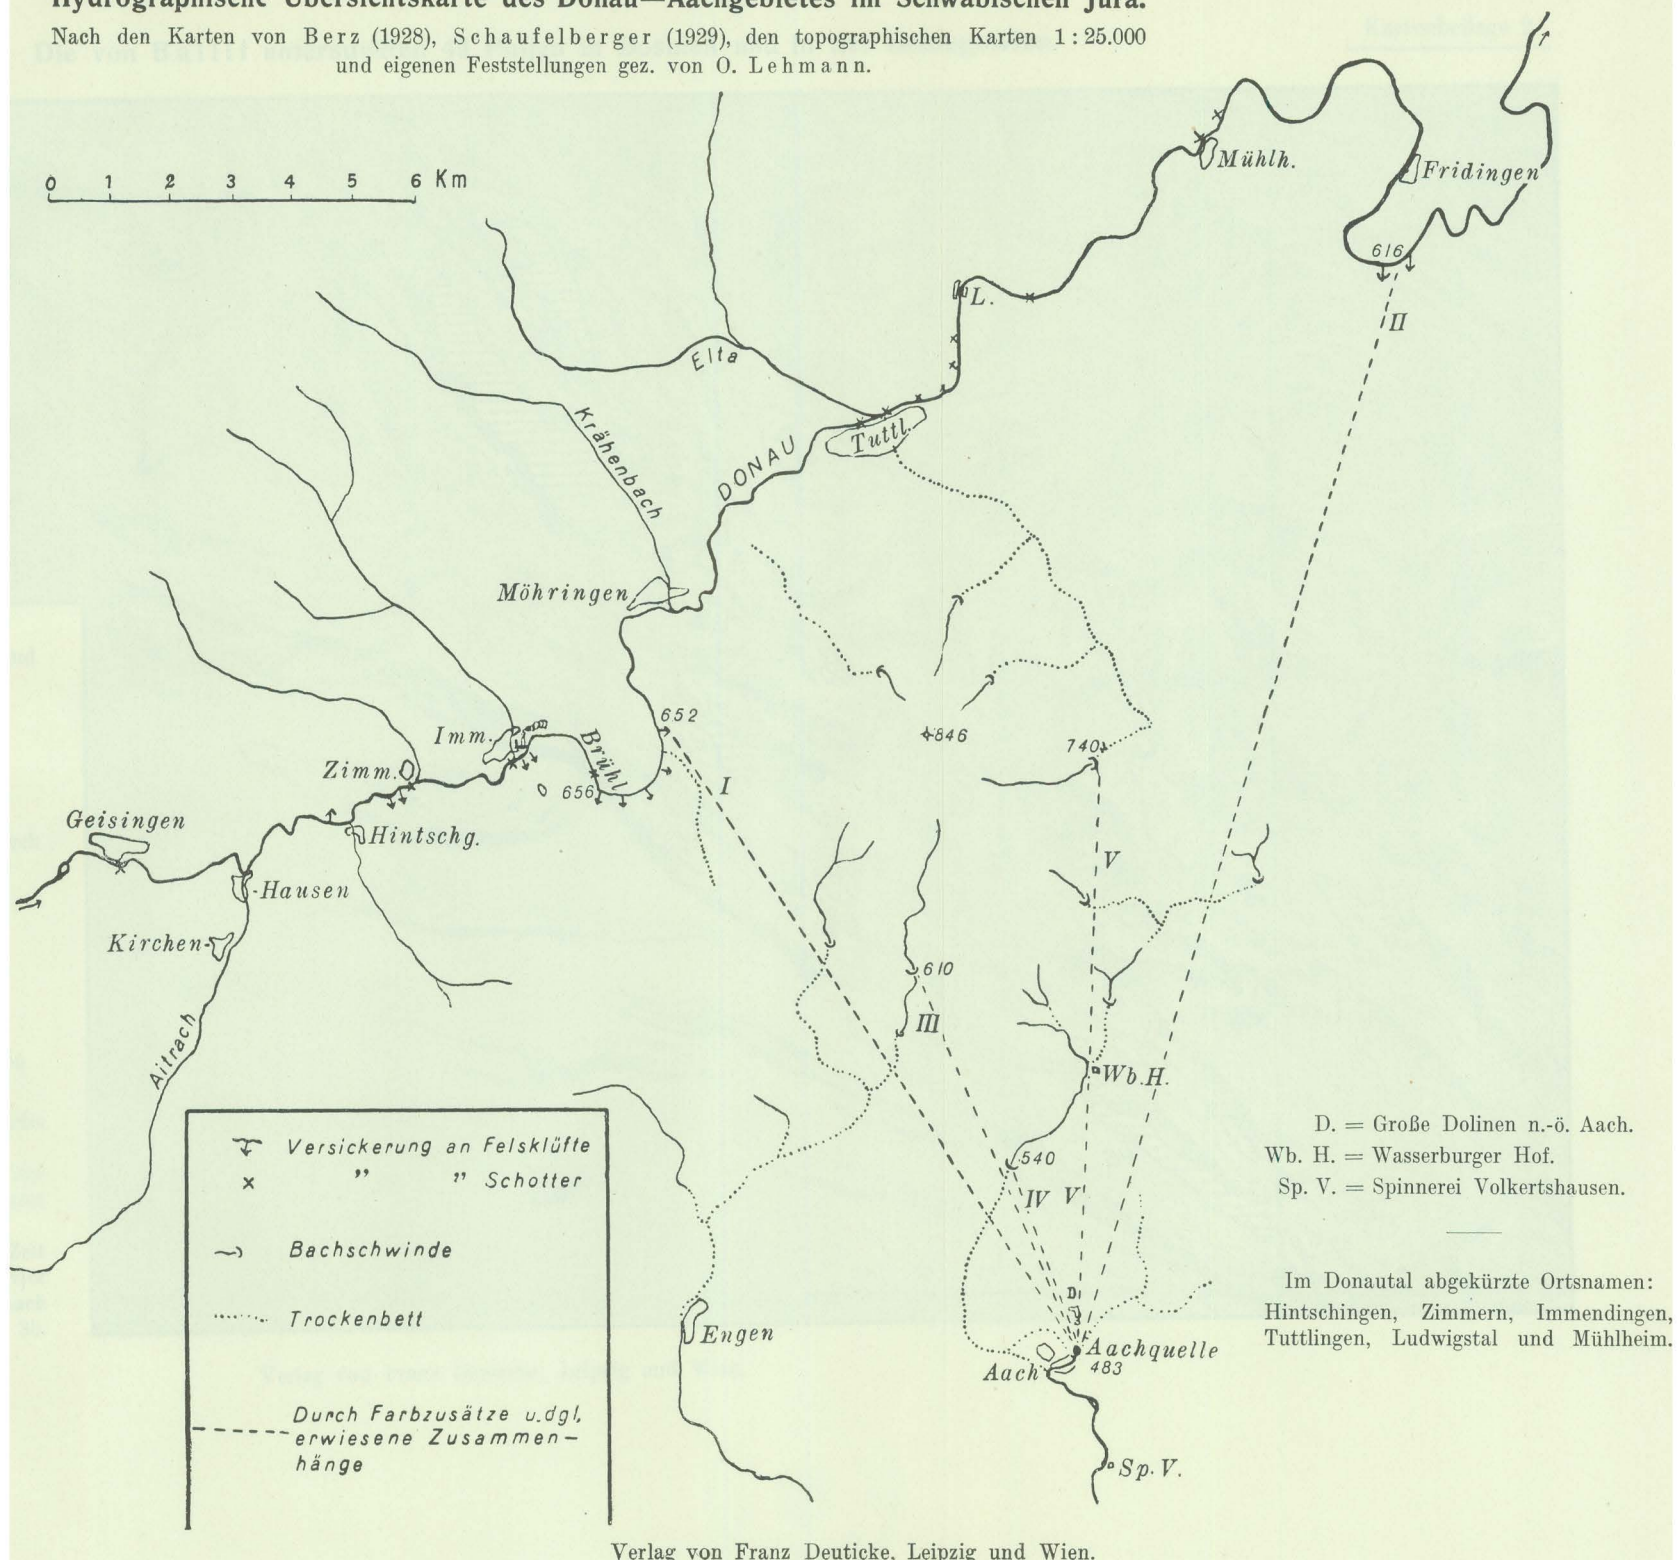 Hydrographische Übersichtskarte des Donau—Aachgebietes im Schwäbischen Jura.
Nach den Karten von Berz (1928), Schaufelberger (1929), den topographischen Karten 1 : 25.000
und eigenen Feststellungen gez. von O. Lehmann.
0 1 2 3 4 5 6 Km
Mühlh.
Fridingen
616
L.
II
Elta
Krähenbach
DONAU
Tuttl.
Möhringen
652
Imm.
Brühl
846
740
Zimm.
656
I
Geisingen
Hintschg.
V
Hausen
Kirchen
610
III
Aitrach
Wb.H.
540
IV V
D
Engen
Aachquelle
Aach
483
Sp.V.
Versickerung an Felsklüfte
" " Schotter
Bachschwinde
Trockenbett
Durch Farbzusätze u.dgl.
erwiesene Zusammen-
hänge
D. = Große Dolinen n.-ö. Aach.
Wb. H. = Wasserburger Hof.
Sp. V. = Spinnerei Volkertshausen.
Im Donautal abgekürzte Ortsnamen:
Hintschingen, Zimmern, Immendingen,
Tuttlingen, Ludwigstal und Mühlheim.
Verlag von Franz Deuticke, Leipzig und Wien.